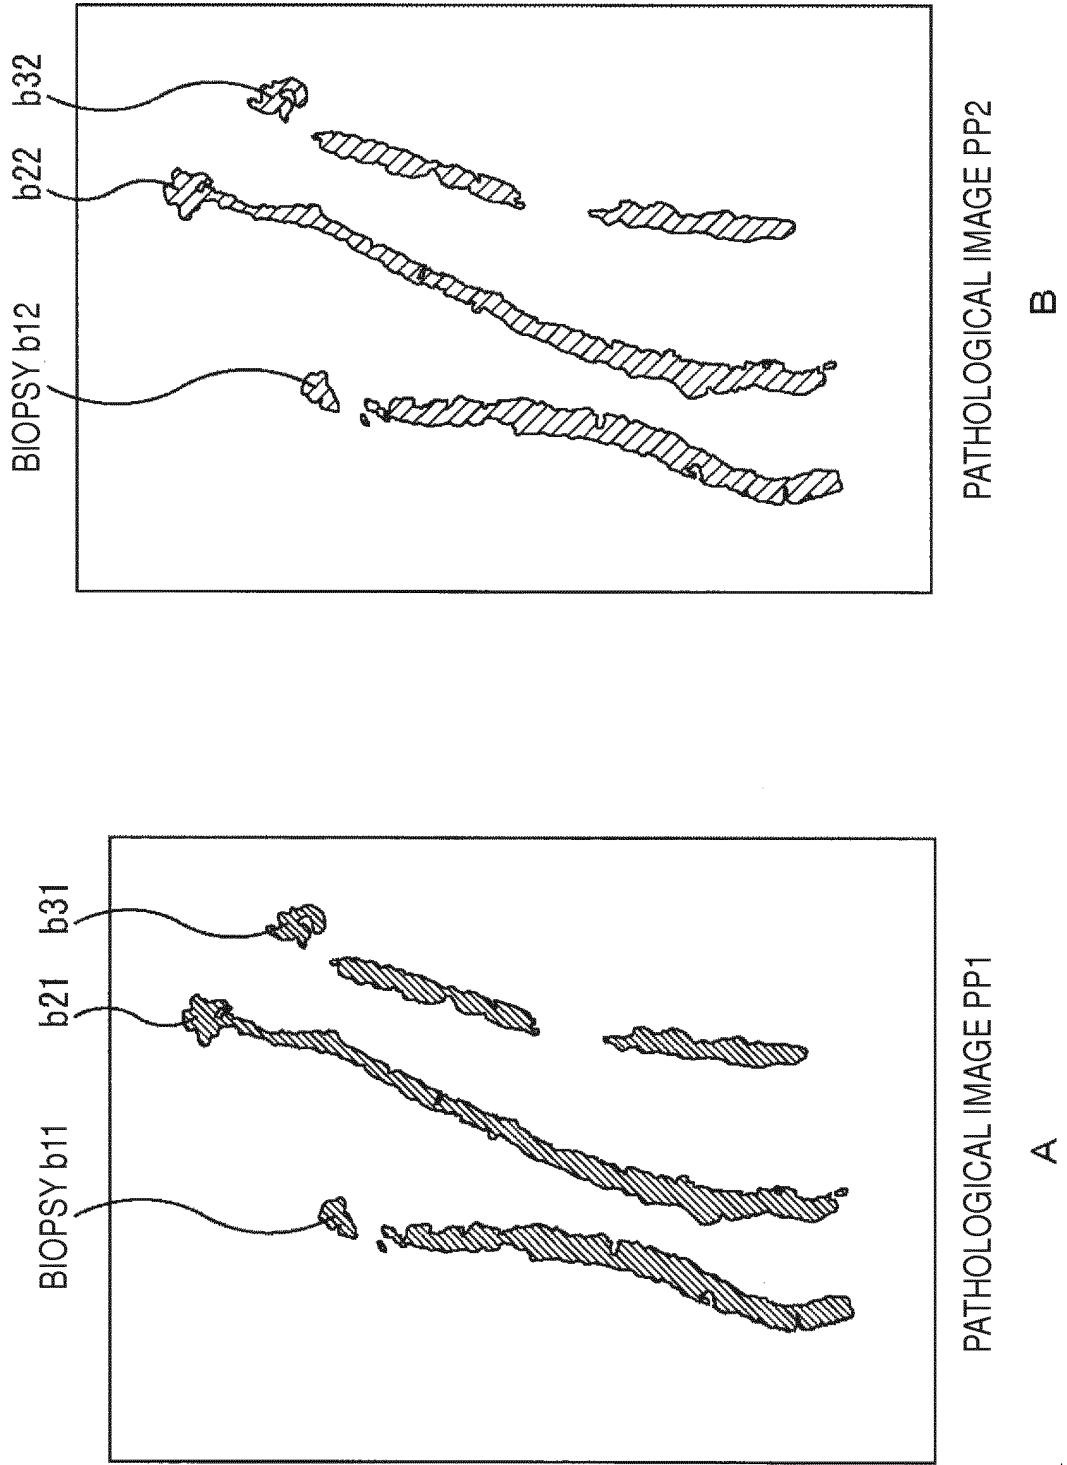 BIOPSY b11
b21
b31
PATHOLOGICAL IMAGE PP1
A
BIOPSY b12
b22
b32
PATHOLOGICAL IMAGE PP2
B